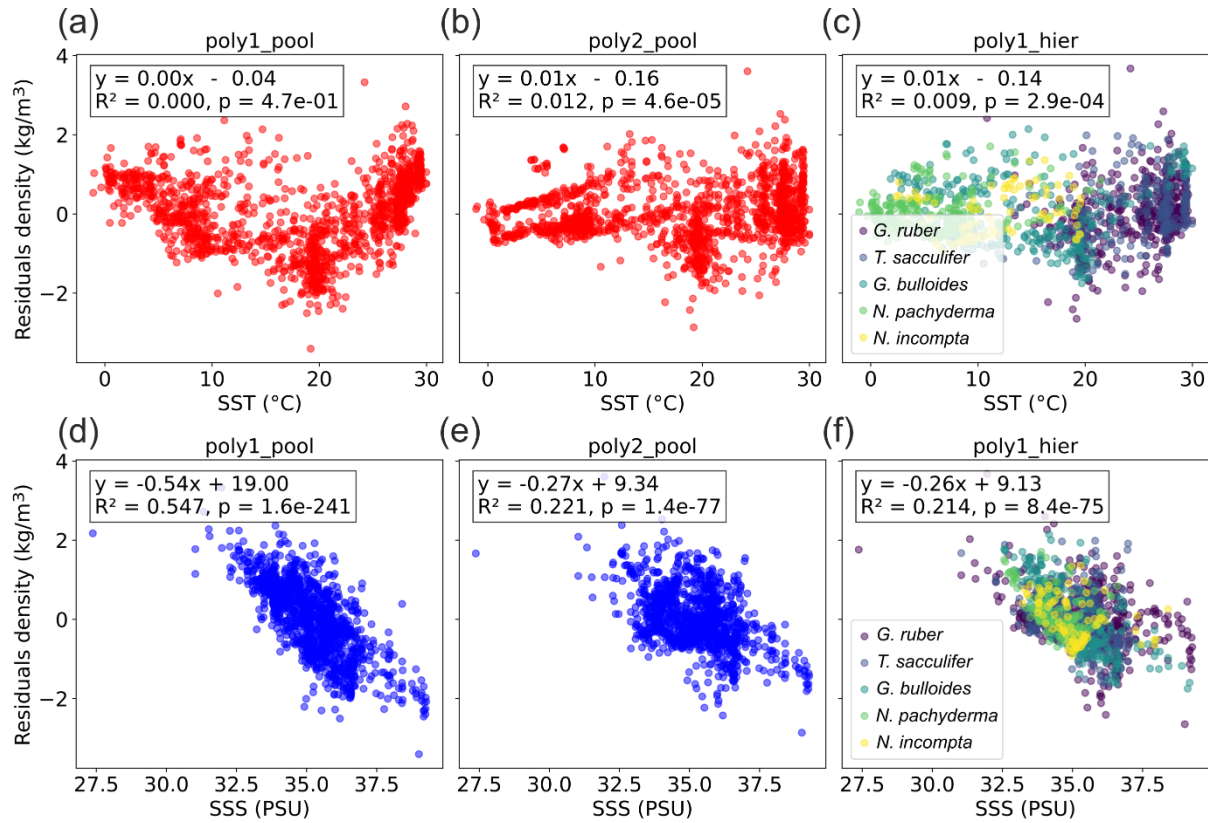 (a)
poly1_pool
(b)
poly2_pool
(c)
poly1_hier
Residuals density (kg/m³)
4
2
0
−2
y = 0.00x - 0.04
R² = 0.000, p = 4.7e-01
y = 0.01x - 0.16
R² = 0.012, p = 4.6e-05
y = 0.01x - 0.14
R² = 0.009, p = 2.9e-04
G. ruber
T. sacculifer
G. bulloides
N. pachyderma
N. incompta
0 10 20 30
0 10 20 30
0 10 20 30
SST (°C)
SST (°C)
SST (°C)
(d)
poly1_pool
(e)
poly2_pool
(f)
poly1_hier
Residuals density (kg/m³)
4
2
0
−2
y = -0.54x + 19.00
R² = 0.547, p = 1.6e-241
y = -0.27x + 9.34
R² = 0.221, p = 1.4e-77
y = -0.26x + 9.13
R² = 0.214, p = 8.4e-75
G. ruber
T. sacculifer
G. bulloides
N. pachyderma
N. incompta
27.5 30.0 32.5 35.0 37.5
27.5 30.0 32.5 35.0 37.5
27.5 30.0 32.5 35.0 37.5
SSS (PSU)
SSS (PSU)
SSS (PSU)